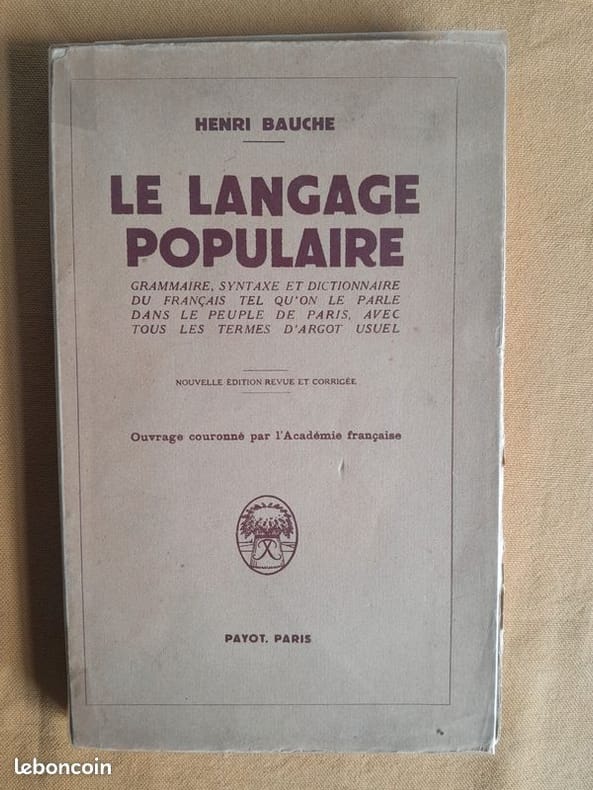 HENRI BAUCHE
LE LANGAGE
POPULAIRE
GRAMMAIRE, SYNTAXE ET DICTIONNAIRE
DU FRANÇAIS TEL QU'ON LE PARLE
DANS LE PEUPLE DE PARIS, AVEC
TOUS LES TERMES D'ARGOT USUEL
NOUVELLE ÉDITION REVUE ET CORRIGÉE
Ouvrage couronné par l'Académie française
PAYOT, PARIS
leboncoin